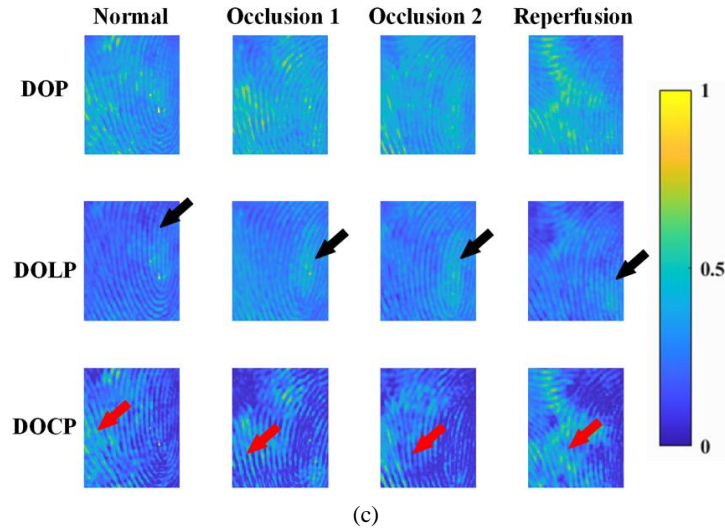 Normal Occlusion 1 Occlusion 2 Reperfusion
DOP
1
DOLP
0.5
DOCP
0
(c)